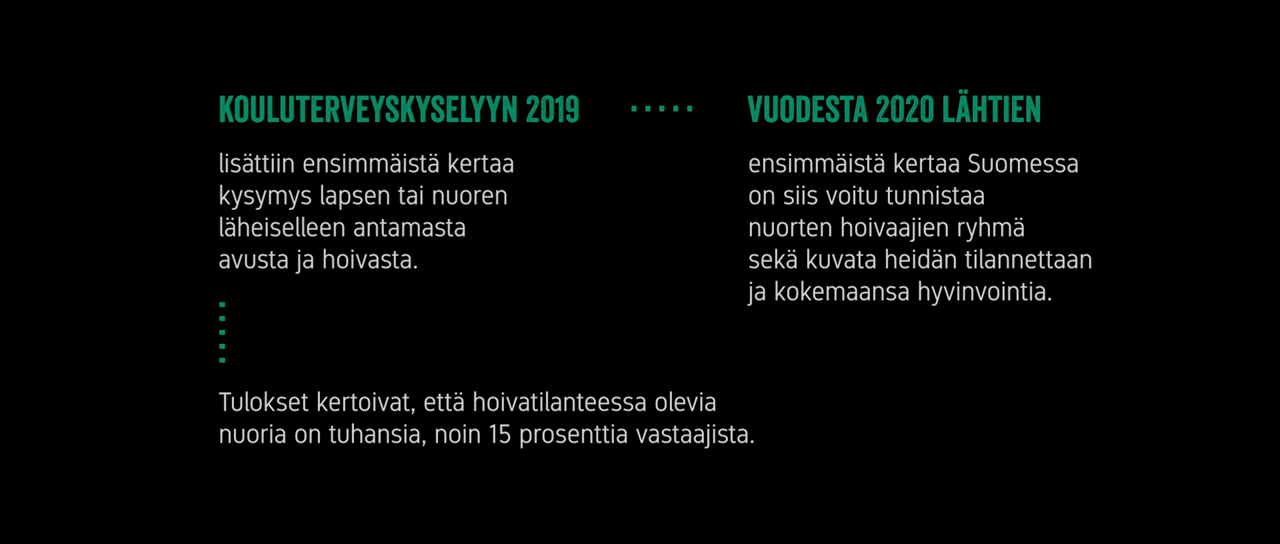 KOULUTERVEYSKYSELYYN 2019
lisättiin ensimmäistä kertaa
kysymys lapsen tai nuoren
läheiselleen antamasta
avusta ja hoivasta.
Tulokset kertoivat, että hoivatilanteessa olevia
nuoria on tuhansia, noin 15 prosenttia vastaajista.
VUODESTA 2020 LÄHTIEN
ensimmäistä kertaa Suomessa
on siis voitu tunnistaa
nuorten hoivaajien ryhmä
sekä kuvata heidän tilannettaan
ja kokemaansa hyvinvointia.